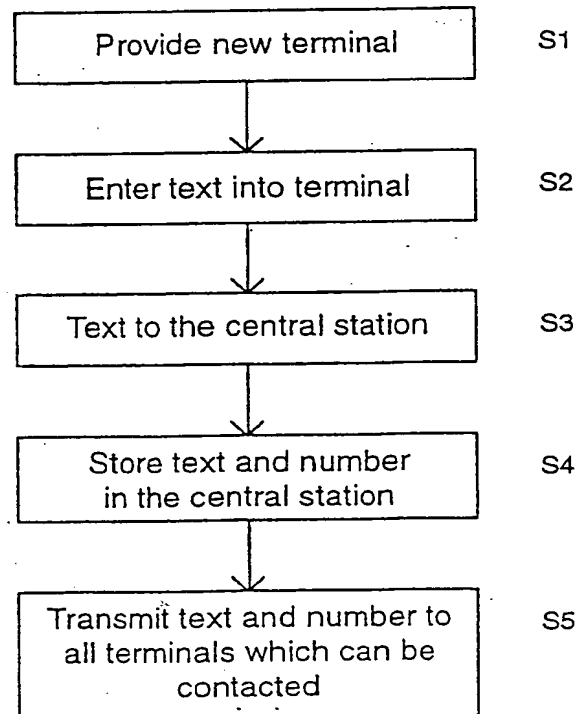 Provide new terminal S1
Enter text into terminal S2
Text to the central station S3
Store text and number S4
in the central station
Transmit text and number to S5
all terminals which can be
contacted